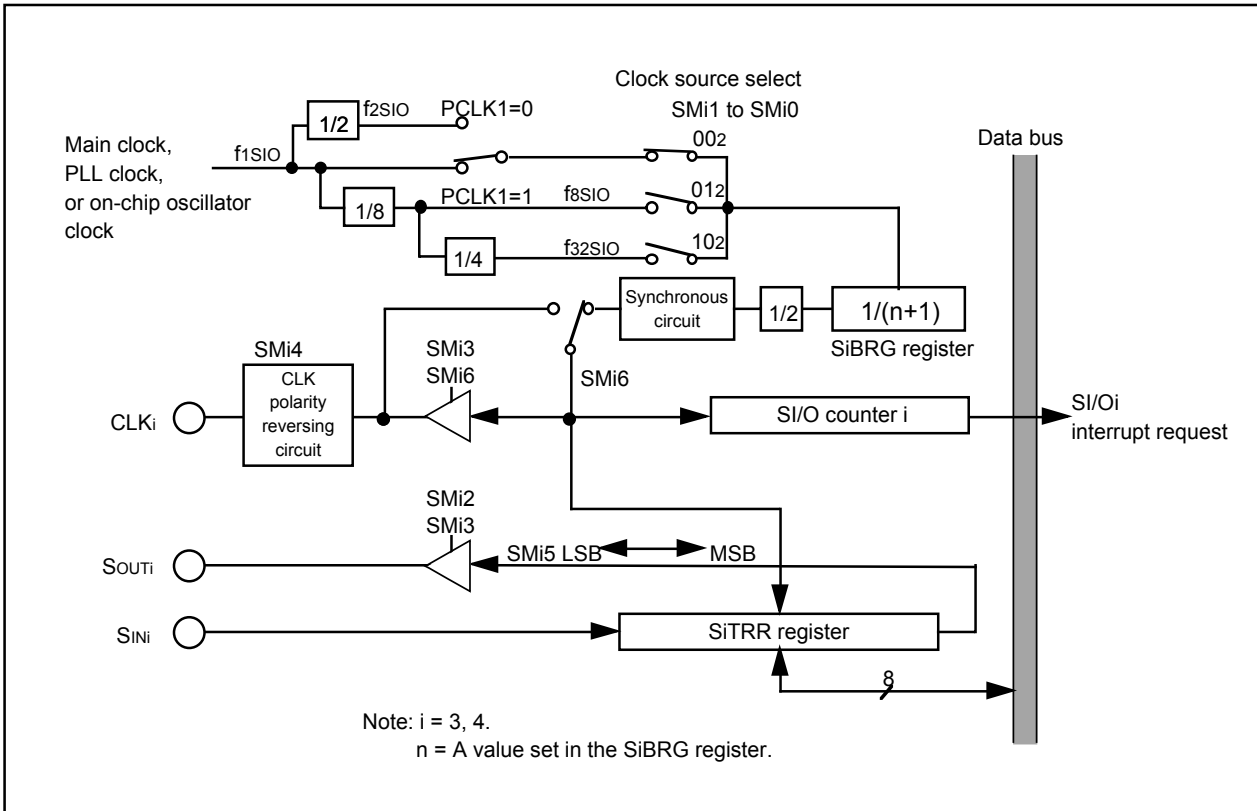 Clock source select
SMi1 to SMi0
1/2
f2SIO
PCLK1=0
Main clock,
PLL clock,
or on-chip oscillator
clock
f1SIO
002
Data bus
1/8
PCLK1=1
f8SIO
012
1/4
f32SIO
102
Synchronous
circuit
1/2
1/(n+1)
SiBRG register
SMi4
SMi3
SMi6
SMi6
CLKi
CLK
polarity
reversing
circuit
SI/O counter i
SI/Oi
interrupt request
SMi2
SMi3
SMi5 LSB
MSB
SOUTi
SINi
SiTRR register
8
Note: i = 3, 4.
n = A value set in the SiBRG register.